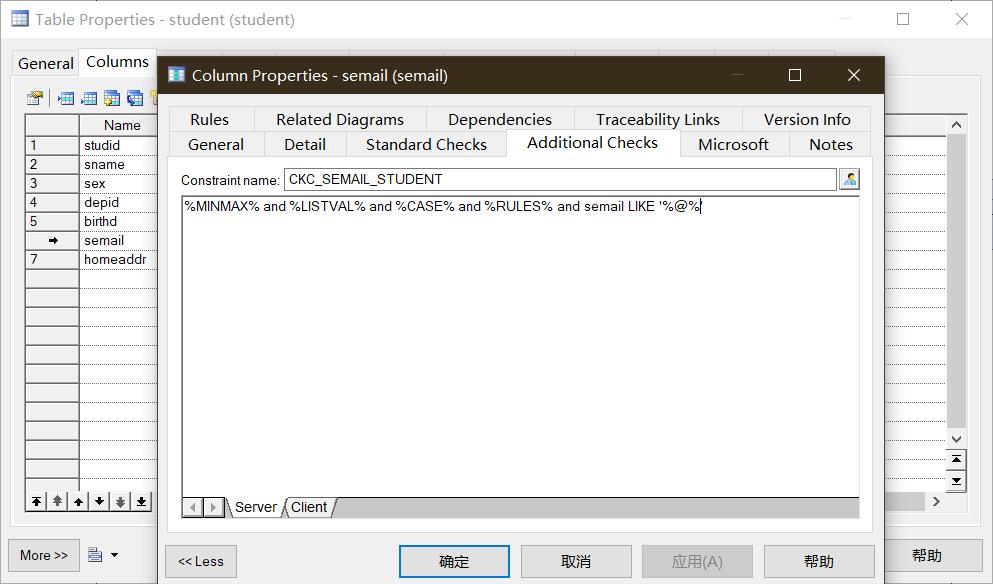 Table Properties - student (student)
General
Columns
Name
1 studid
2 sname
3 sex
4 depid
5 birthd
semail
7 homeaddr
More >>
帮助
Column Properties - semail (semail)
Rules
Related Diagrams
Dependencies
Traceability Links
Version Info
General
Detail
Standard Checks
Additional Checks
Microsoft
Notes
Constraint name: CKC_SEMAIL_STUDENT
%MINMAX% and %LISTVAL% and %CASE% and %RULES% and semail LIKE '%@%'
Server
Client
<< Less
确定
取消
应用(A)
帮助